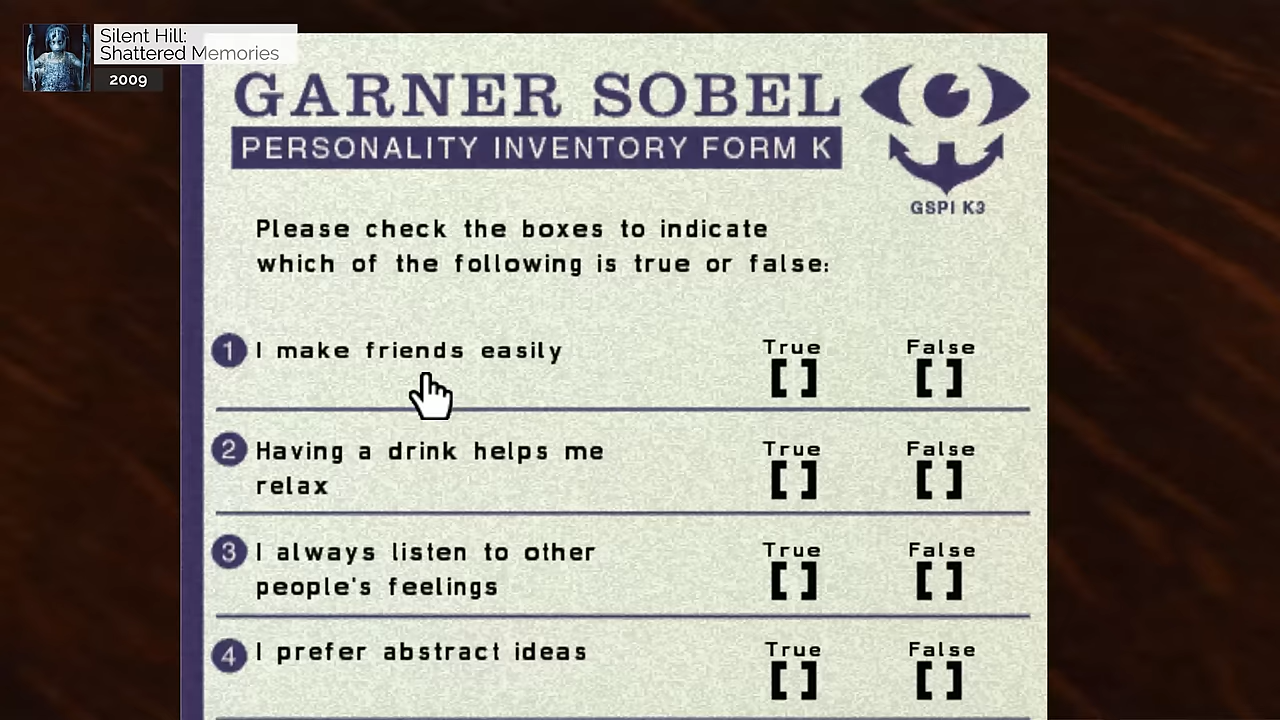 Silent Hill:
Shattered Memories
2009
GARNER SOBEL
PERSONALITY INVENTORY FORM K
GSPI K3
Please check the boxes to indicate
which of the following is true or false:
1 I make friends easily True False
[ ] [ ]
2 Having a drink helps me True False
relax [ ] [ ]
3 I always listen to other True False
people's feelings [ ] [ ]
4 I prefer abstract ideas True False
[ ] [ ]